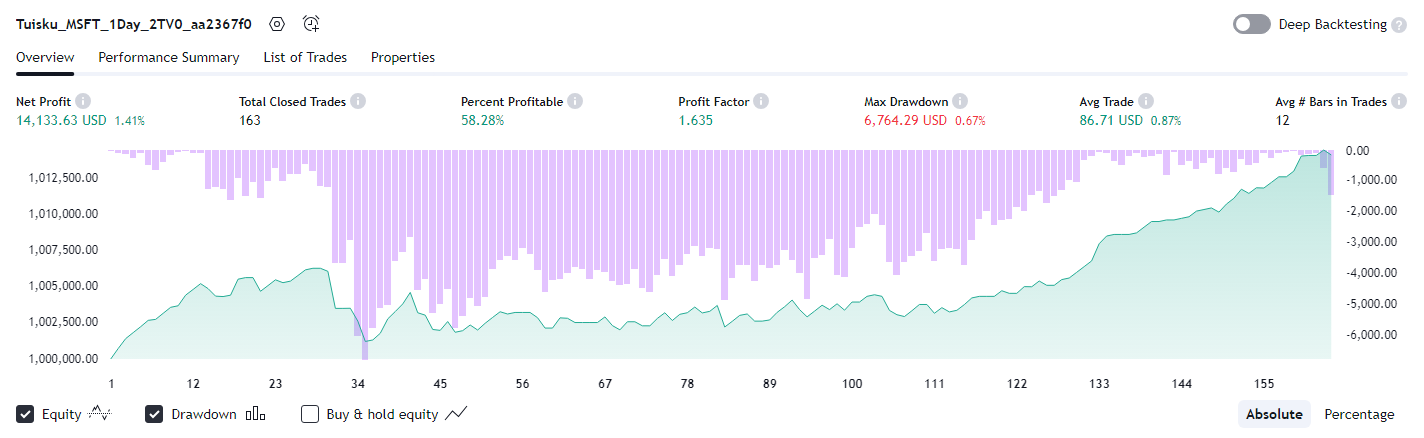 Tuisku_MSFT_1Day_2TV0_aa2367f0 Deep Backtesting ?
Overview Performance Summary List of Trades Properties
Net Profit i Total Closed Trades i Percent Profitable i Profit Factor i Max Drawdown i Avg Trade i Avg # Bars in Trades i
14,133.63 USD 1.41% 163 58.28% 1.635 6,764.29 USD 0.67% 86.71 USD 0.87% 12
0.00
1,012,500.00 -1,000.00
1,010,000.00 -2,000.00
1,007,500.00 -3,000.00
1,005,000.00 -4,000.00
1,002,500.00 -5,000.00
1,000,000.00 -6,000.00
1 12 23 34 45 56 67 78 89 100 111 122 133 144 155
Equity Drawdown Buy & hold equity Absolute Percentage